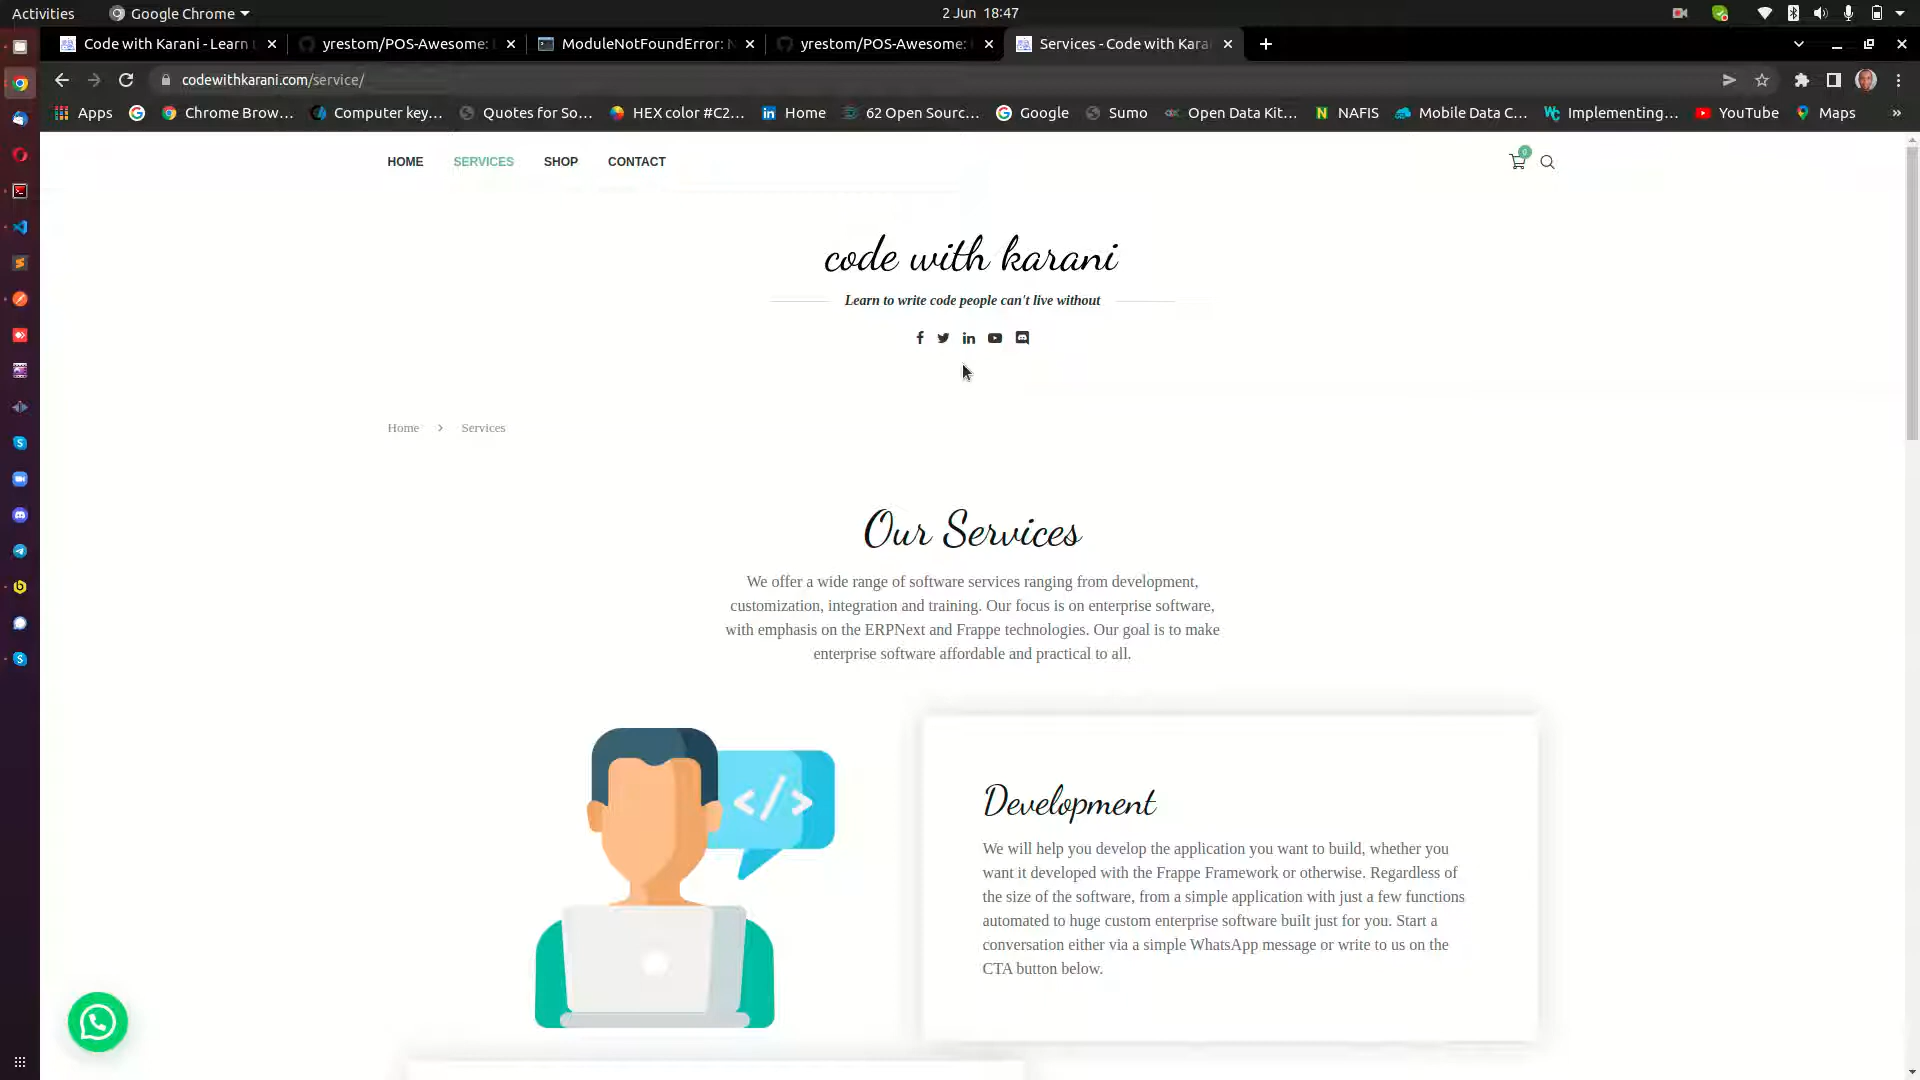 Activities
Google Chrome
2 Jun 18:47
Code with Karani - Learn t
yrestom/POS-Awesome:
ModuleNotFoundError: N
yrestom/POS-Awesome:
Services - Code with Kara
codewithkarani.com/service/
Apps
Chrome Brow...
Computer key...
Quotes for So...
HEX color #C2...
Home
62 Open Sourc...
Google
Sumo
Open Data Kit...
NAFIS
Mobile Data C...
Implementing...
YouTube
Maps
HOME
SERVICES
SHOP
CONTACT
0
code with karani
Learn to write code people can't live without
Home
Services
Our Services
We offer a wide range of software services ranging from development,
customization, integration and training. Our focus is on enterprise software,
with emphasis on the ERPNext and Frappe technologies. Our goal is to make
enterprise software affordable and practical to all.
</>
Development
We will help you develop the application you want to build, whether you
want it developed with the Frappe Framework or otherwise. Regardless of
the size of the software, from a simple application with just a few functions
automated to huge custom enterprise software built just for you. Start a
conversation either via a simple WhatsApp message or write to us on the
CTA button below.